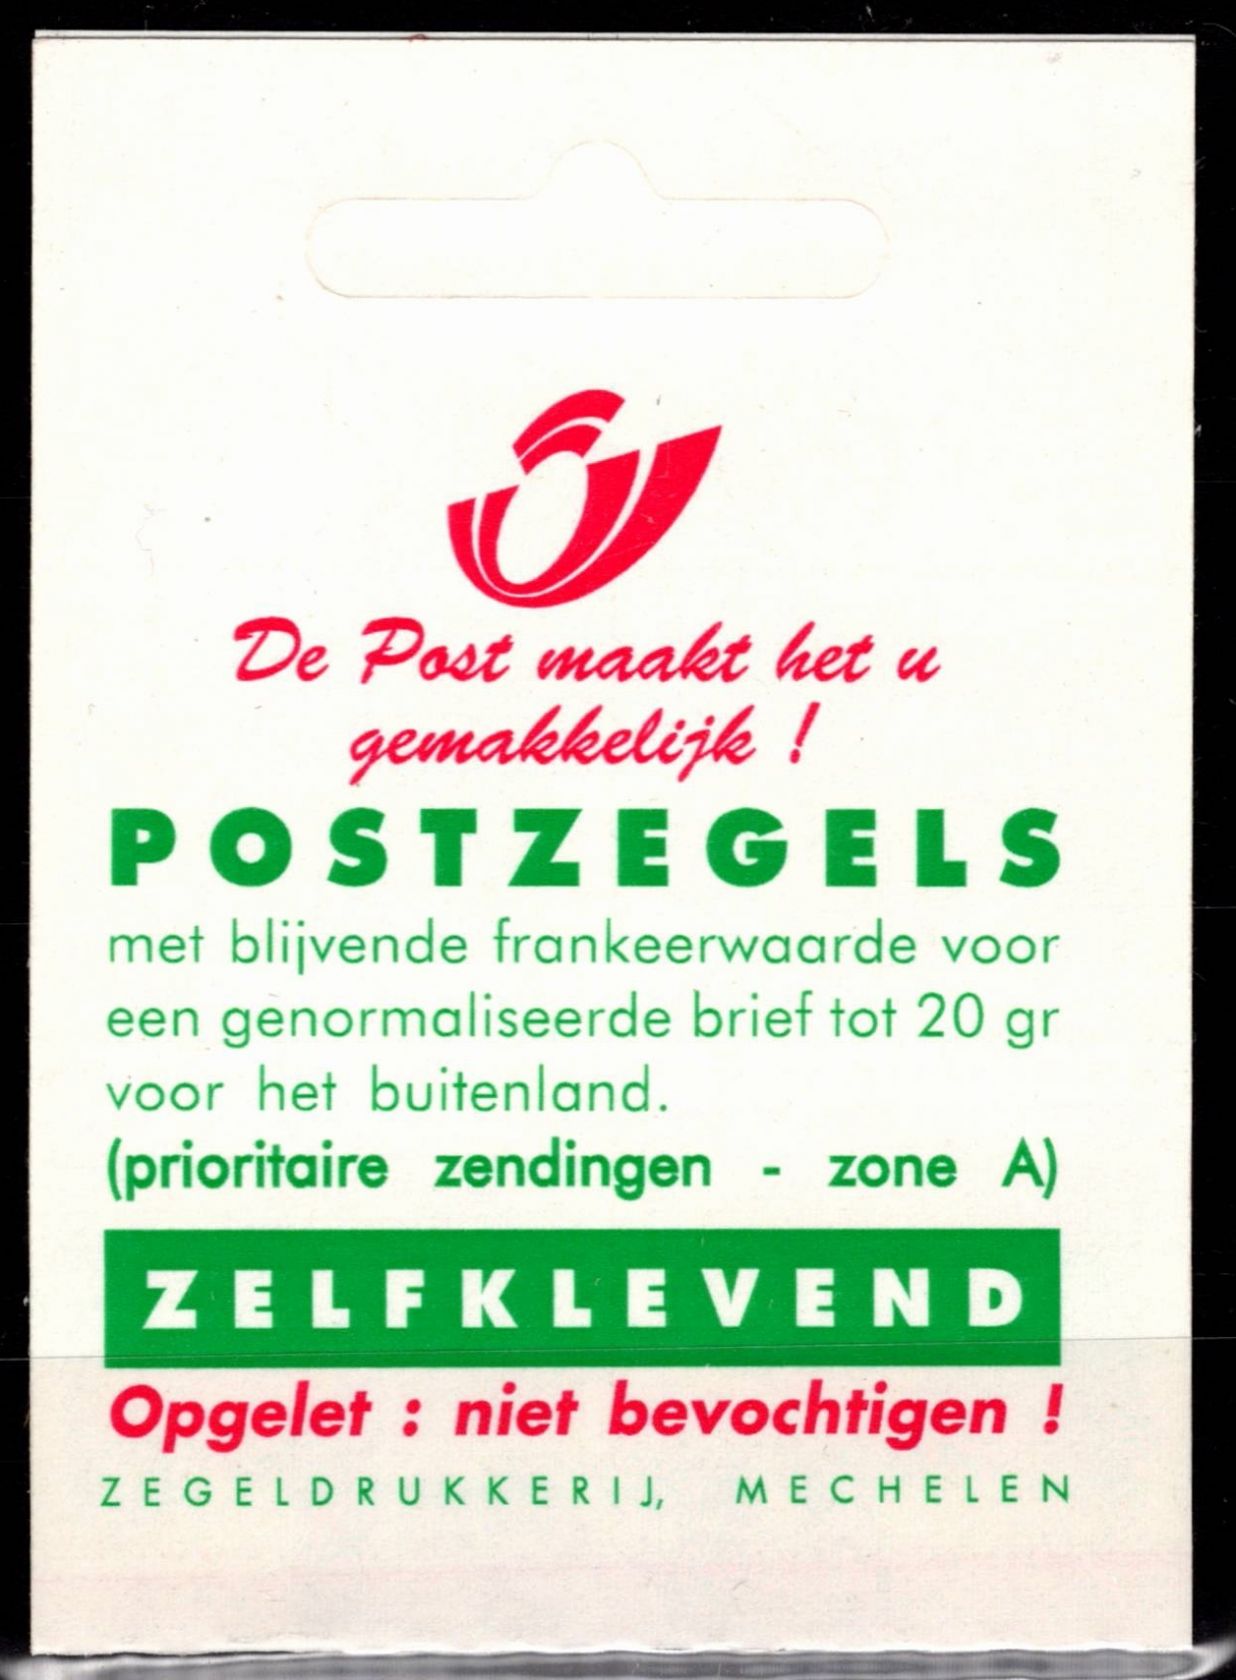 De Post maakt het u
gemakkelijk !
POSTZEGELS
met blijvende frankeerwaarde voor
een genormaliseerde brief tot 20 gr
voor het buitenland.
(prioritaire zendingen - zone A)
ZELFKLEVEND
Opgelet : niet bevochtigen !
ZEGELDRUKKERIJ, MECHELEN